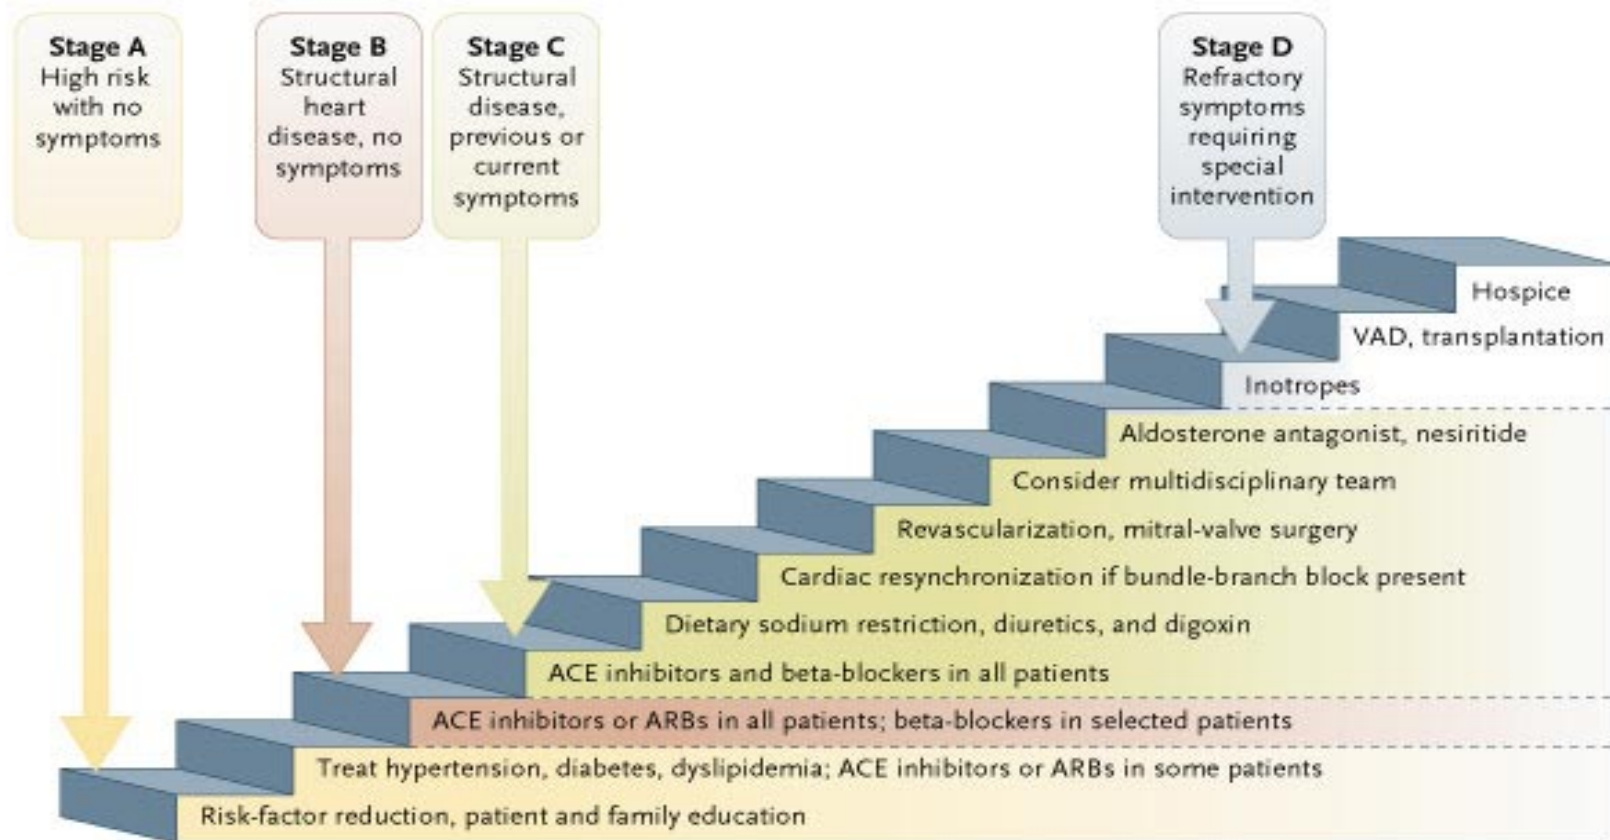 Stage A
High risk
with no
symptoms
Stage B
Structural
heart
disease, no
symptoms
Stage C
Structural
disease,
previous or
current
symptoms
Stage D
Refractory
symptoms
requiring
special
intervention
Hospice
VAD, transplantation
Inotropes
Aldosterone antagonist, nesiritide
Consider multidisciplinary team
Revascularization, mitral-valve surgery
Cardiac resynchronization if bundle-branch block present
Dietary sodium restriction, diuretics, and digoxin
ACE inhibitors and beta-blockers in all patients
ACE inhibitors or ARBs in all patients; beta-blockers in selected patients
Treat hypertension, diabetes, dyslipidemia; ACE inhibitors or ARBs in some patients
Risk-factor reduction, patient and family education